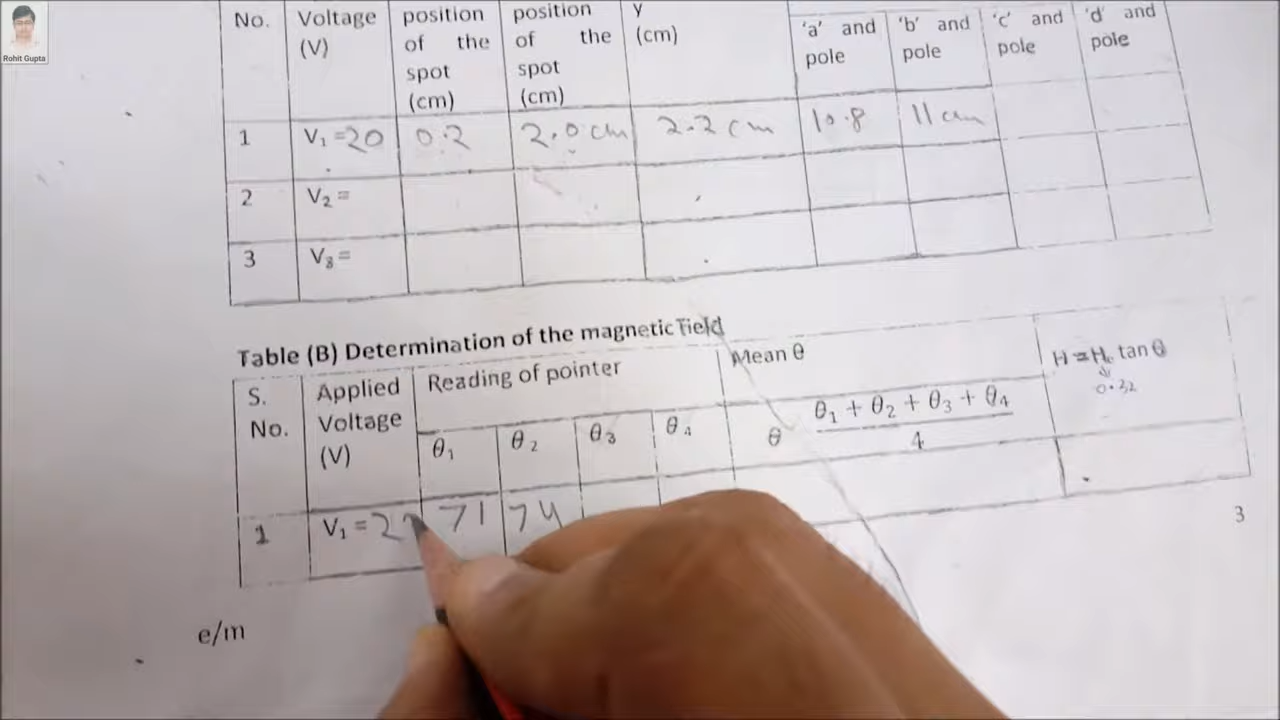 Rohit Gupta
No. Voltage (V) position of the spot (cm) position of the spot (cm) y (cm) 'a' and pole 'b' and pole 'c' and pole 'd' and pole
1 V₁ =20 0.2 2.0 cm 2.2 cm 10.8 11 cm
2 V₂ =
3 V₃ =
Table (B) Determination of the magnetic Field
S. No. Applied Voltage (V) Reading of pointer Mean θ H = H₀ tan θ
0.32
θ₁ θ₂ θ₃ θ₄ θ θ₁ + θ₂ + θ₃ + θ₄
4
1 V₁ = 2 71 74
3
e/m